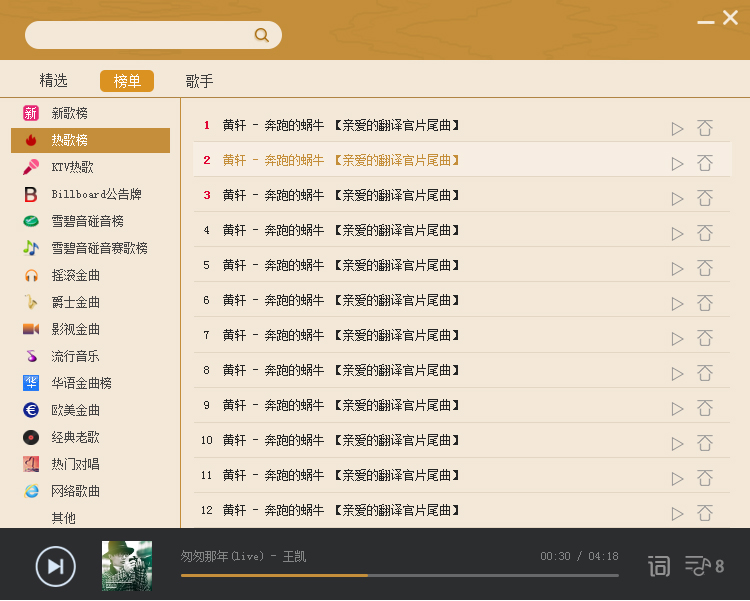 精选 榜单 歌手
新 新歌榜
热歌榜
KTV热歌
B Billboard公告牌
雪碧音碰音榜
雪碧音碰音赛歌榜
摇滚金曲
爵士金曲
影视金曲
流行音乐
华 华语金曲榜
€ 欧美金曲
经典老歌
热门对唱
网络歌曲
其他
1 黄轩 - 奔跑的蜗牛 【亲爱的翻译官片尾曲】
2 黄轩 - 奔跑的蜗牛 【亲爱的翻译官片尾曲】
3 黄轩 - 奔跑的蜗牛 【亲爱的翻译官片尾曲】
4 黄轩 - 奔跑的蜗牛 【亲爱的翻译官片尾曲】
5 黄轩 - 奔跑的蜗牛 【亲爱的翻译官片尾曲】
6 黄轩 - 奔跑的蜗牛 【亲爱的翻译官片尾曲】
7 黄轩 - 奔跑的蜗牛 【亲爱的翻译官片尾曲】
8 黄轩 - 奔跑的蜗牛 【亲爱的翻译官片尾曲】
9 黄轩 - 奔跑的蜗牛 【亲爱的翻译官片尾曲】
10 黄轩 - 奔跑的蜗牛 【亲爱的翻译官片尾曲】
11 黄轩 - 奔跑的蜗牛 【亲爱的翻译官片尾曲】
12 黄轩 - 奔跑的蜗牛 【亲爱的翻译官片尾曲】
匆匆那年(live) - 王凯 00:30 / 04:18
词 8